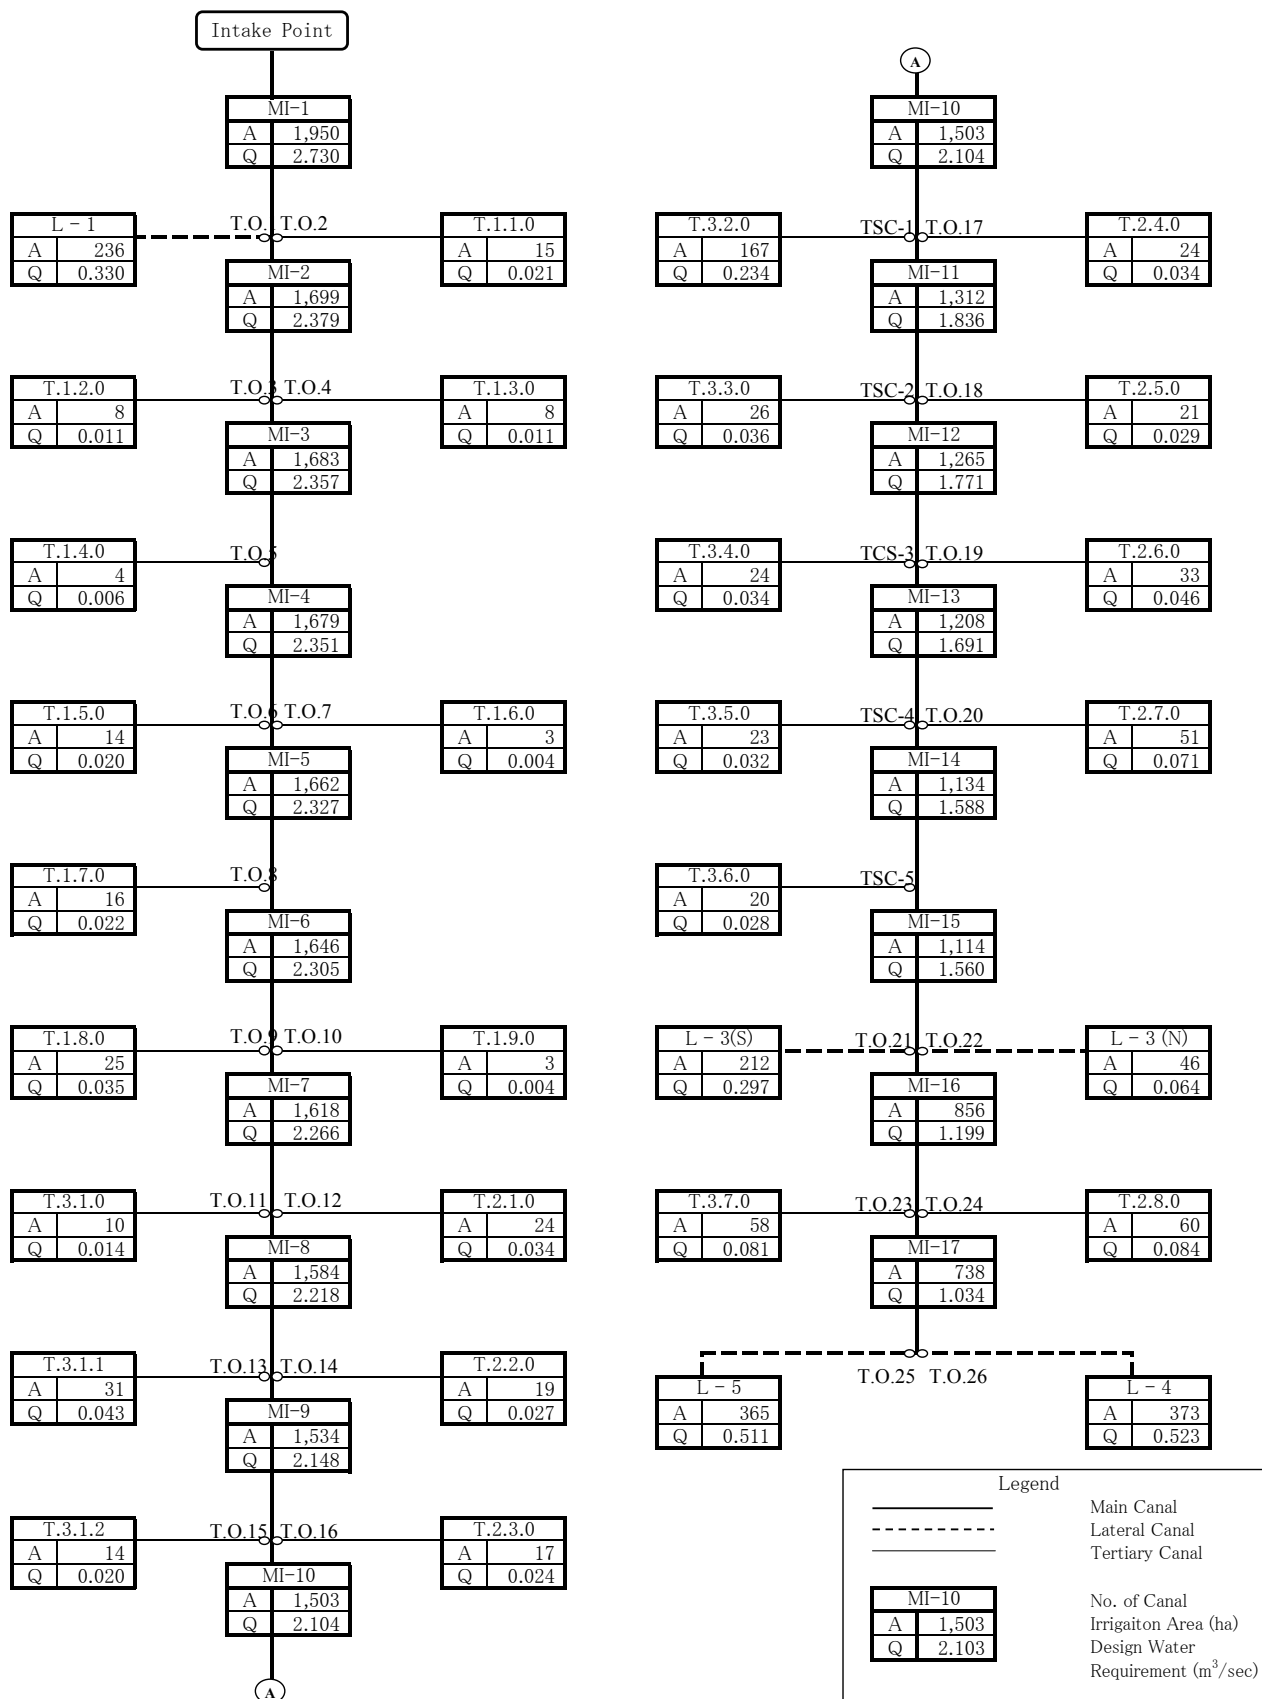 Intake Point
MI-1
A 1,950
Q 2.730
L - 1
A 236
Q 0.330
T.O.1 T.O.2
T.1.1.0
A 15
Q 0.021
MI-2
A 1,699
Q 2.379
T.1.2.0
A 8
Q 0.011
T.O.3 T.O.4
T.1.3.0
A 8
Q 0.011
MI-3
A 1,683
Q 2.357
T.1.4.0
A 4
Q 0.006
T.O.5
MI-4
A 1,679
Q 2.351
T.1.5.0
A 14
Q 0.020
T.O.6 T.O.7
T.1.6.0
A 3
Q 0.004
MI-5
A 1,662
Q 2.327
T.1.7.0
A 16
Q 0.022
T.O.8
MI-6
A 1,646
Q 2.305
T.1.8.0
A 25
Q 0.035
T.O.9 T.O.10
T.1.9.0
A 3
Q 0.004
MI-7
A 1,618
Q 2.266
T.3.1.0
A 10
Q 0.014
T.O.11 T.O.12
T.2.1.0
A 24
Q 0.034
MI-8
A 1,584
Q 2.218
T.3.1.1
A 31
Q 0.043
T.O.13 T.O.14
T.2.2.0
A 19
Q 0.027
MI-9
A 1,534
Q 2.148
T.3.1.2
A 14
Q 0.020
T.O.15 T.O.16
T.2.3.0
A 17
Q 0.024
MI-10
A 1,503
Q 2.104
A
A
MI-10
A 1,503
Q 2.104
T.3.2.0
A 167
Q 0.234
TSC-1 T.O.17
T.2.4.0
A 24
Q 0.034
MI-11
A 1,312
Q 1.836
T.3.3.0
A 26
Q 0.036
TSC-2 T.O.18
T.2.5.0
A 21
Q 0.029
MI-12
A 1,265
Q 1.771
T.3.4.0
A 24
Q 0.034
TCS-3 T.O.19
T.2.6.0
A 33
Q 0.046
MI-13
A 1,208
Q 1.691
T.3.5.0
A 23
Q 0.032
TSC-4 T.O.20
T.2.7.0
A 51
Q 0.071
MI-14
A 1,134
Q 1.588
T.3.6.0
A 20
Q 0.028
TSC-5
MI-15
A 1,114
Q 1.560
L - 3(S)
A 212
Q 0.297
T.O.21 T.O.22
L - 3 (N)
A 46
Q 0.064
MI-16
A 856
Q 1.199
T.3.7.0
A 58
Q 0.081
T.O.23 T.O.24
T.2.8.0
A 60
Q 0.084
MI-17
A 738
Q 1.034
T.O.25 T.O.26
L - 5
A 365
Q 0.511
L - 4
A 373
Q 0.523
Legend
Main Canal
Lateral Canal
Tertiary Canal
MI-10 No. of Canal
A 1,503 Irrigaiton Area (ha)
Q 2.103 Design Water
Requirement (m³/sec)